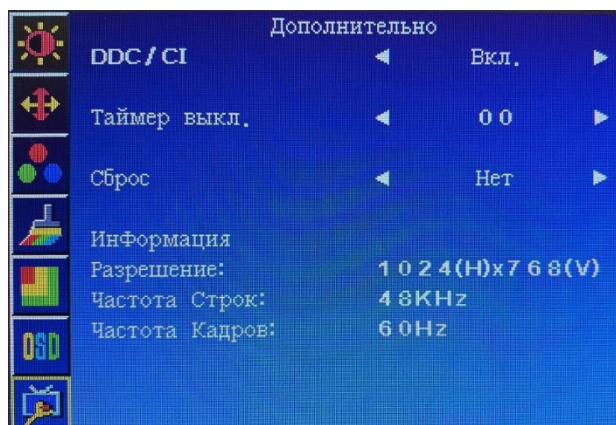 Дополнительно
DDC/CI Вкл.
Таймер выкл. 00
Сброс Нет
Информация
Разрешение: 1024(H)x768(V)
Частота Строк: 48KHz
Частота Кадров: 60Hz
OSD